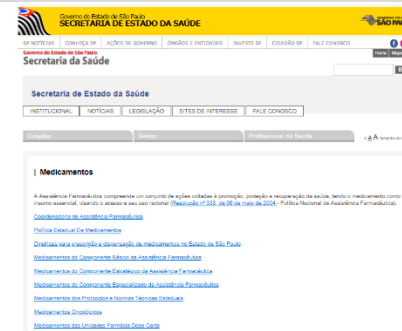 Governo do Estado de São Paulo
SECRETARIA DE ESTADO DA SAÚDE
SÃO PAULO
SP NOTÍCIAS CONHEÇA SP AÇÕES DE GOVERNO ÓRGÃOS E ENTIDADES INVESTE SP CIDADÃO SP FALE CONOSCO
Governo do Estado de São Paulo
Secretaria da Saúde
Home
Secretaria de Estado da Saúde
INSTITUCIONAL NOTÍCIAS LEGISLAÇÃO SITES DE INTERESSE FALE CONOSCO
Cidadão Gestor Profissional da Saúde
A A
| Medicamentos
A Assistência Farmacêutica compreende um conjunto de ações voltadas à promoção, proteção e recuperação da saúde, tendo o medicamento como
insumo essencial, visando o acesso e seu uso racional (Resolução nº 338, de 06 de maio de 2004 - Política Nacional de Assistência Farmacêutica).
Coordenadoria de Assistência Farmacêutica
Política Estadual De Medicamentos
Diretrizes para prescrição e dispensação de medicamentos no Estado de São Paulo
Medicamentos do Componente Básico da Assistência Farmacêutica
Medicamentos do Componente Estratégico da Assistência Farmacêutica
Medicamentos do Componente Especializado da Assistência Farmacêutica
Medicamentos dos Protocolos e Normas Técnicas Estaduais
Medicamentos Oncológicos
Medicamentos das Unidades Farmácia Dose Certa